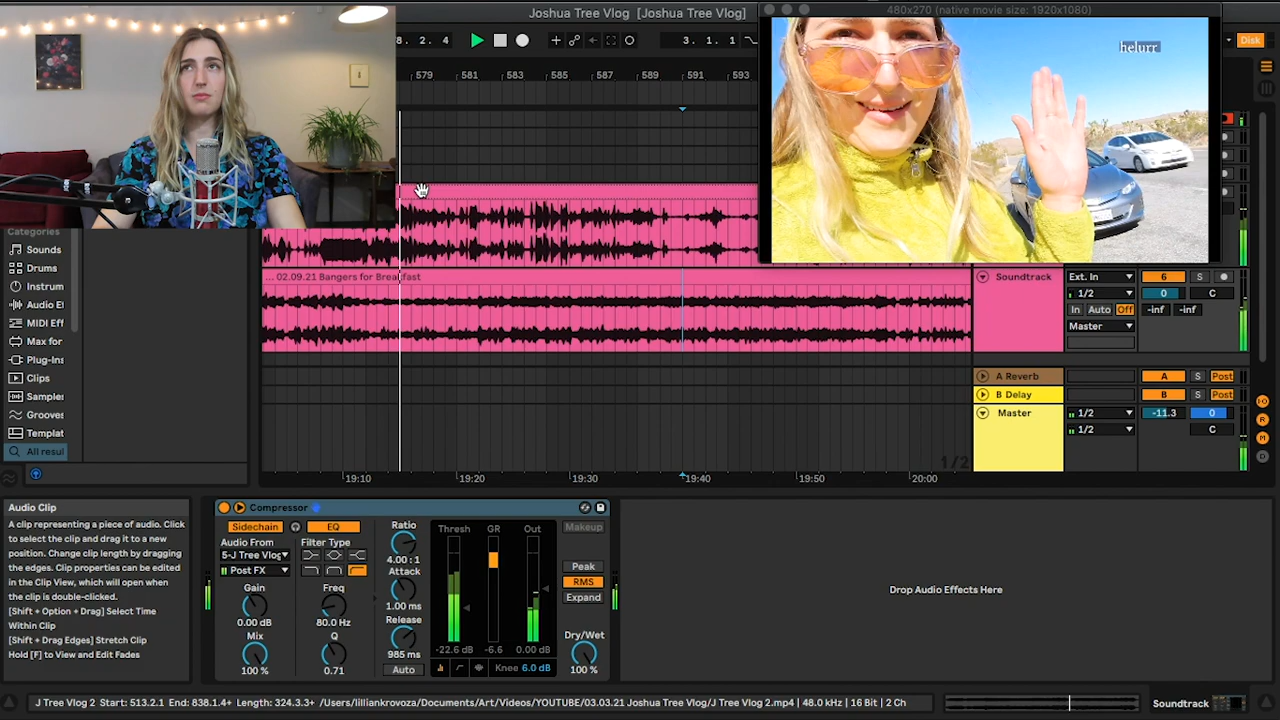 Joshua Tree Vlog [Joshua Tree Vlog]
480x270 (native movie size: 1920x1080)
8. 2. 4
3. 1. 1
Disk
helurr
579
581
583
585
587
589
591
593
Categories
Sounds
Drums
Instrum
Audio Ef
MIDI Eff
Max for
Plug-Ins
Clips
Sample
Grooves
Templat
All resul
... 02.09.21 Bangers for Breakfast
Soundtrack
Ext. In
6
S
1/2
0
C
In
Auto
Off
-inf
-inf
Master
A Reverb
A
S
Post
B Delay
B
S
Post
Master
1/2
-11.3
0
1/2
C
1/2
19:10
19:20
19:30
19:40
19:50
20:00
Audio Clip
A clip representing a piece of audio. Click
to select the clip and drag it to a new
position. Change clip length by dragging
the edges. Clip properties can be edited
in the Clip View, which will open when
the clip is double-clicked.
[Shift + Option + Drag] Select Time
Within Clip
[Shift + Drag Edges] Stretch Clip
Hold [F] to View and Edit Fades
Compressor
Sidechain
EQ
Audio From
Filter Type
5-J Tree Vlog
Post FX
Gain
0.00 dB
Freq
80.0 Hz
Mix
100 %
Q
0.71
Ratio
4.00 : 1
Attack
1.00 ms
Release
985 ms
Auto
Thresh
GR
Out
-22.6 dB
-6.6
0.00 dB
Knee 6.0 dB
Makeup
Peak
RMS
Expand
Dry/Wet
100 %
Drop Audio Effects Here
J Tree Vlog 2 Start: 513.2.1 End: 838.1.4+ Length: 324.3.3+ /Users/lilliankrovoza/Documents/Art/Videos/YOUTUBE/03.03.21 Joshua Tree Vlog/J Tree Vlog 2.mp4 | 48.0 kHz | 16 Bit | 2 Ch
Soundtrack